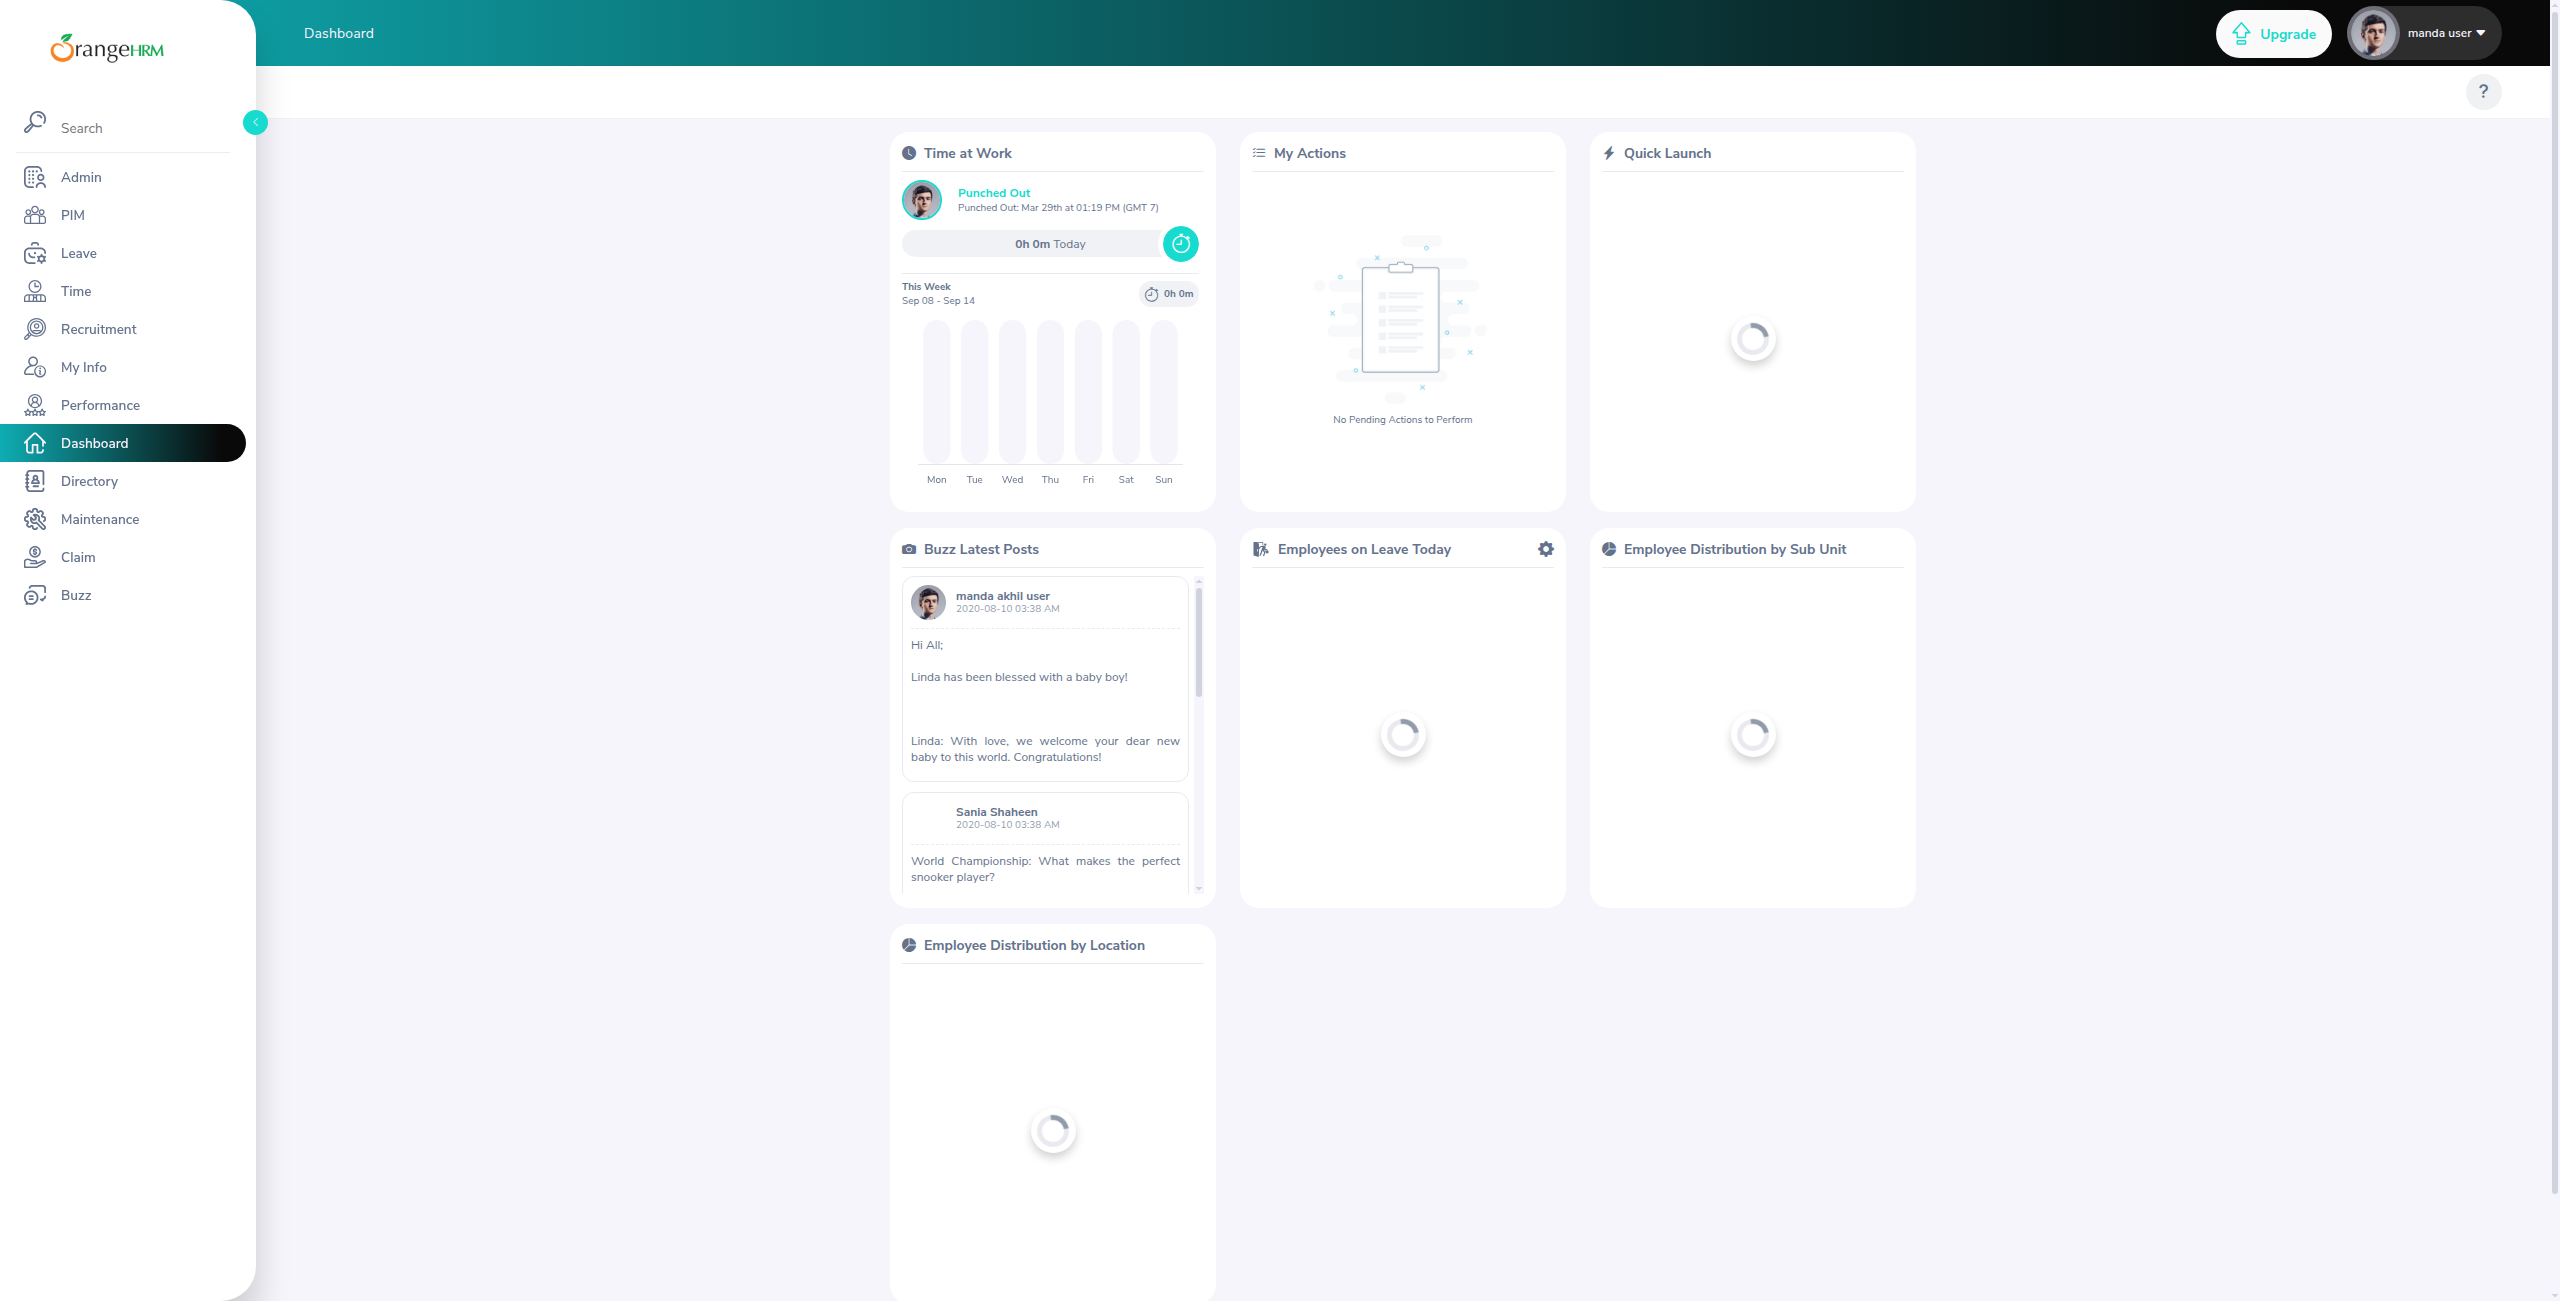 OrangeHRM
Search
Admin
PIM
Leave
Time
Recruitment
My Info
Performance
Dashboard
Directory
Maintenance
Claim
Buzz
Dashboard
Upgrade
manda user
?
Time at Work
Punched Out
Punched Out: Mar 29th at 01:19 PM (GMT 7)
0h 0m Today
This Week
Sep 08 - Sep 14
0h 0m
Mon Tue Wed Thu Fri Sat Sun
My Actions
No Pending Actions to Perform
Quick Launch
Buzz Latest Posts
manda akhil user
2020-08-10 03:38 AM
Hi All;
Linda has been blessed with a baby boy!
Linda: With love, we welcome your dear new
baby to this world. Congratulations!
Sania Shaheen
2020-08-10 03:38 AM
World Championship: What makes the perfect
snooker player?
Employees on Leave Today
Employee Distribution by Sub Unit
Employee Distribution by Location